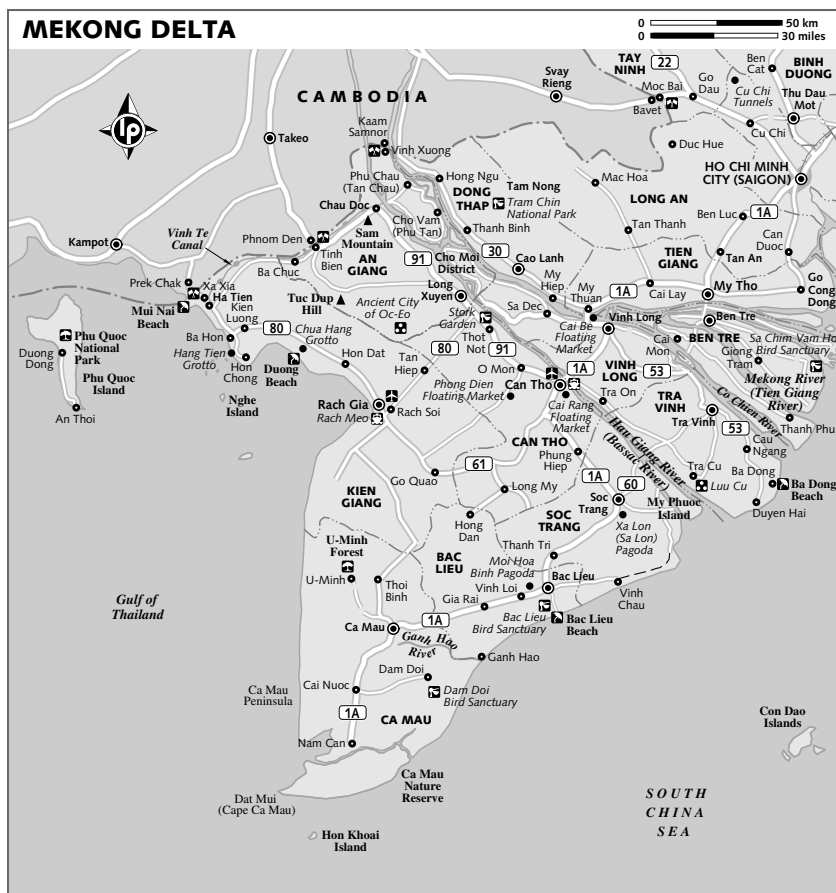 MEKONG DELTA
0 50 km
0 30 miles
lp
CAMBODIA
Svay
Rieng
TAY
NINH
22
Ben
Cat
BINH
DUONG
Moc Bai
Go
Dau
Bavet
Cu Chi
Tunnels
Thu Dau
Mot
Cu Chi
Takeo
Kaam
Samnor
Vinh Xuong
Duc Hue
HO CHI MINH
CITY (SAIGON)
Phu Chau
(Tan Chau)
Hong Ngu
DONG
THAP
Tam Nong
Tram Chin
National Park
Mac Hoa
LONG AN
Chau Doc
Cho Vam
(Phu Tan)
Thanh Binh
Ben Luc
1A
Vinh Te
Canal
Kampot
Phnom Den
Sam
Mountain
Tinh
Bien
AN
GIANG
91
Cho Moi
District
30
Cao Lanh
Tan Thanh
TIEN
GIANG
Can
Duoc
Tan An
Ba Chuc
Prek Chak
Xa Xia
Ha Tien
Mui Nai
Beach
Kien
Luong
Tuc Dup
Hill
Long
Xuyen
My
Hiep
My
Thuan
1A
Cai Lay
My Tho
Go
Cong
Dong
Ancient City
of Oc-Eo
Stork
Garden
Sa Dec
Cai Be
Floating
Market
Vinh Long
Ben Tre
Phu Quoc
National
Park
Duong
Dong
Phu Quoc
Island
An Thoi
Ba Hon
80
Chua Hang
Grotto
Hang Tien
Grotto
Hon
Chong
Duong
Beach
Hon Dat
Nghe
Island
Tan
Hiep
80
91
Thot
Not
Cai
Mon
BEN TRE
Sa Chim Vam Ho
Bird Sanctuary
Giong
Tram
Mekong River
(Tien Giang
River)
O Mon
1A
VINH
LONG
53
Phong Dien
Floating Market
Can Tho
Cai Rang
Floating
Market
Tra On
TRA
VINH
Co Chien River
Thanh Phu
Rach Gia
Rach Meo
Rach Soi
Tra Vinh
53
Cau
Ngang
CAN THO
Hau Giang River
(Bassac River)
Phung
Hiep
1A
60
Tra Cu
Ba Dong
Ba Dong
Beach
Luu Cu
61
Go Quao
Long My
Soc
Trang
My Phuoc
Island
Duyen Hai
KIEN
GIANG
Hong
Dan
SOC
TRANG
Xa Lon
(Sa Lon)
Pagoda
U-Minh
Forest
BAC
LIEU
Thanh Tri
Moi Hoa
Binh Pagoda
Bac Lieu
U-Minh
Thoi
Binh
Vinh Loi
Gia Rai
Vinh
Chau
Gulf of
Thailand
1A
Ca Mau
Ganh Hao
River
Bac Lieu
Bird Sanctuary
Bac Lieu
Beach
Ganh Hao
Dam Doi
Ca Mau
Peninsula
Cai Nuoc
Dam Doi
Bird Sanctuary
1A
CA MAU
Con Dao
Islands
Nam Can
Ca Mau
Nature
Reserve
Dat Mui
(Cape Ca Mau)
SOUTH
CHINA
SEA
Hon Khoai
Island